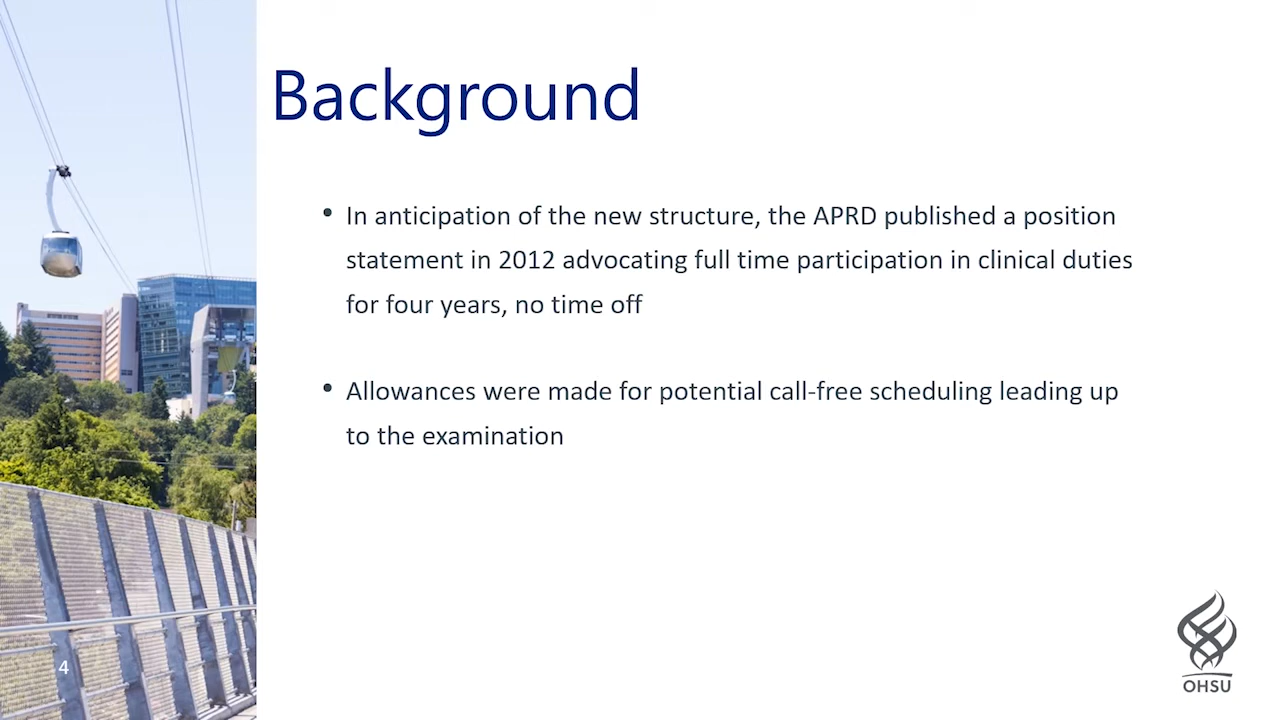 Background
• In anticipation of the new structure, the APRD published a position
statement in 2012 advocating full time participation in clinical duties
for four years, no time off
• Allowances were made for potential call-free scheduling leading up
to the examination
4
OHSU